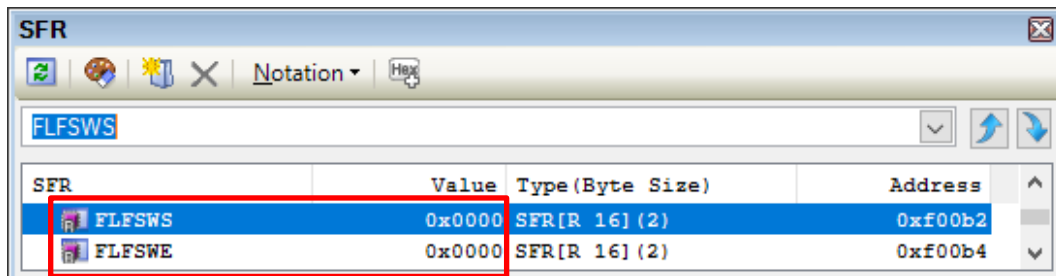 SFR
Notation
Hex
FLFSWS
SFR Value Type(Byte Size) Address
R FLFSWS 0x0000 SFR[R 16](2) 0xf00b2
R FLFSWE 0x0000 SFR[R 16](2) 0xf00b4